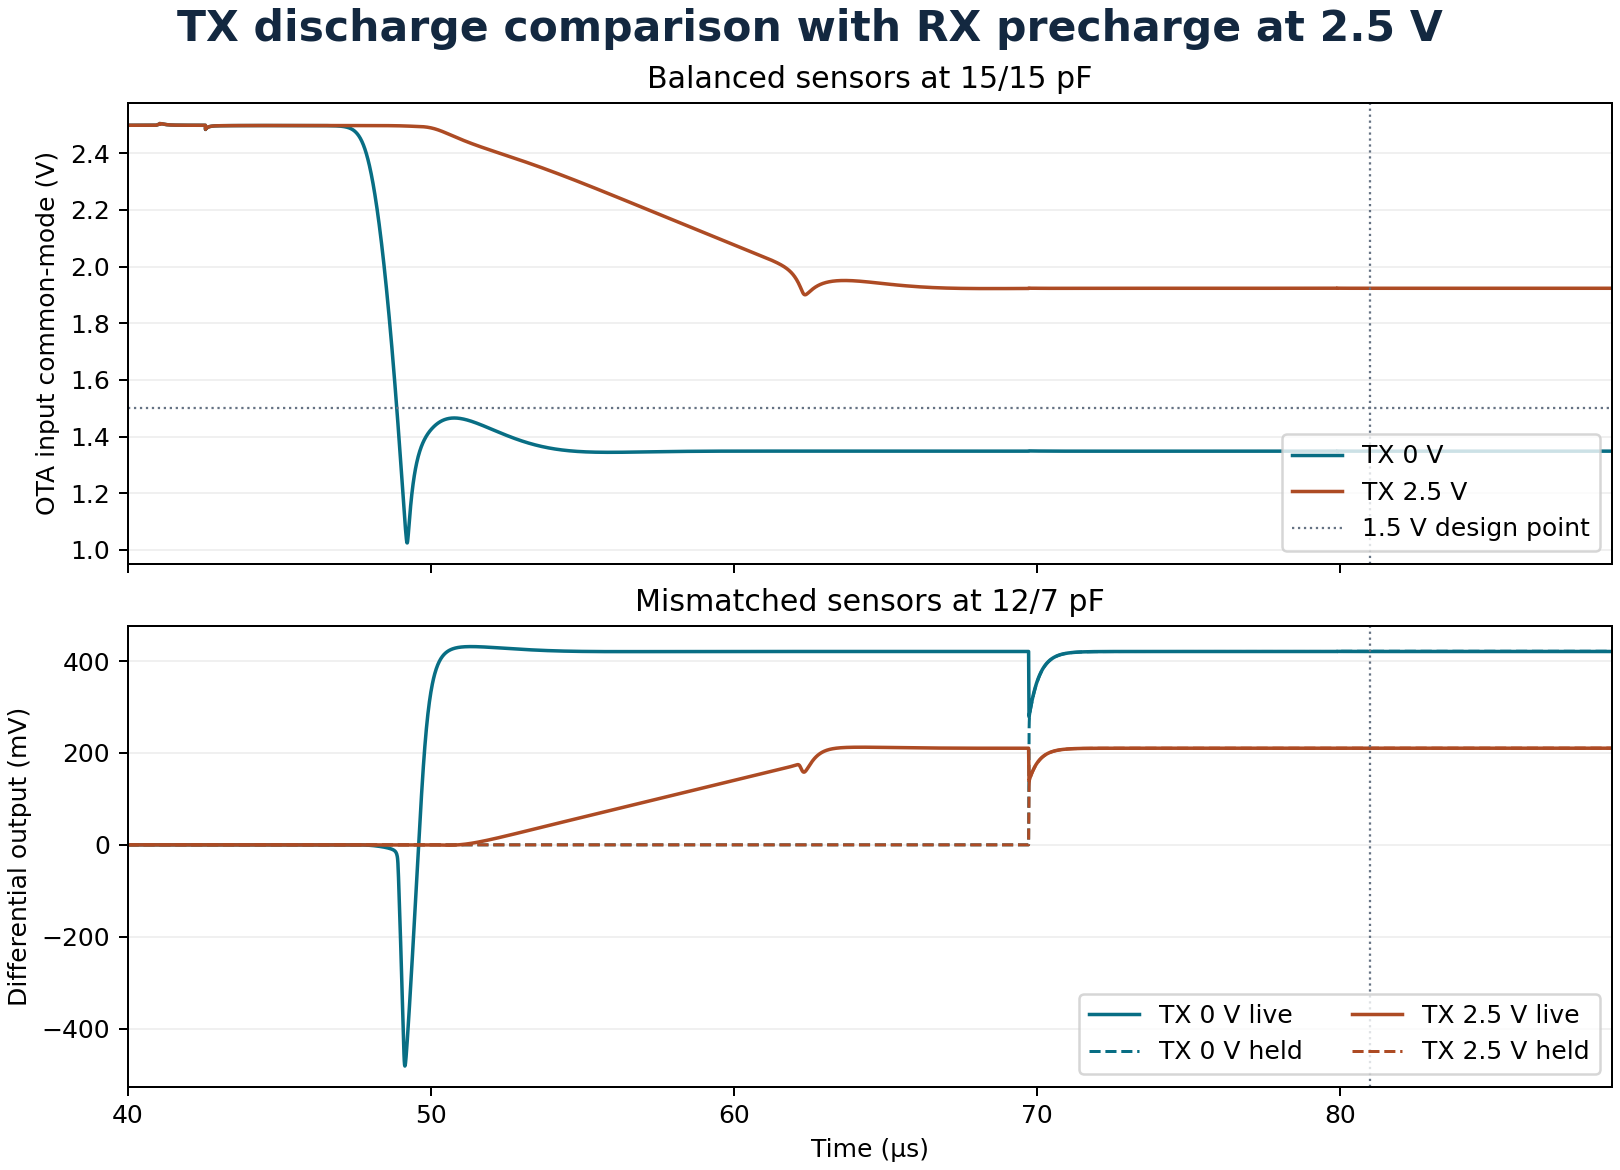 TX discharge comparison with RX precharge at 2.5 V
Balanced sensors at 15/15 pF
OTA input common-mode (V)
2.4
2.2
2.0
1.8
1.6
1.4
1.2
1.0
TX 0 V
TX 2.5 V
1.5 V design point
Mismatched sensors at 12/7 pF
Differential output (mV)
400
200
0
−200
−400
TX 0 V live
TX 0 V held
TX 2.5 V live
TX 2.5 V held
40
50
60
70
80
Time (µs)